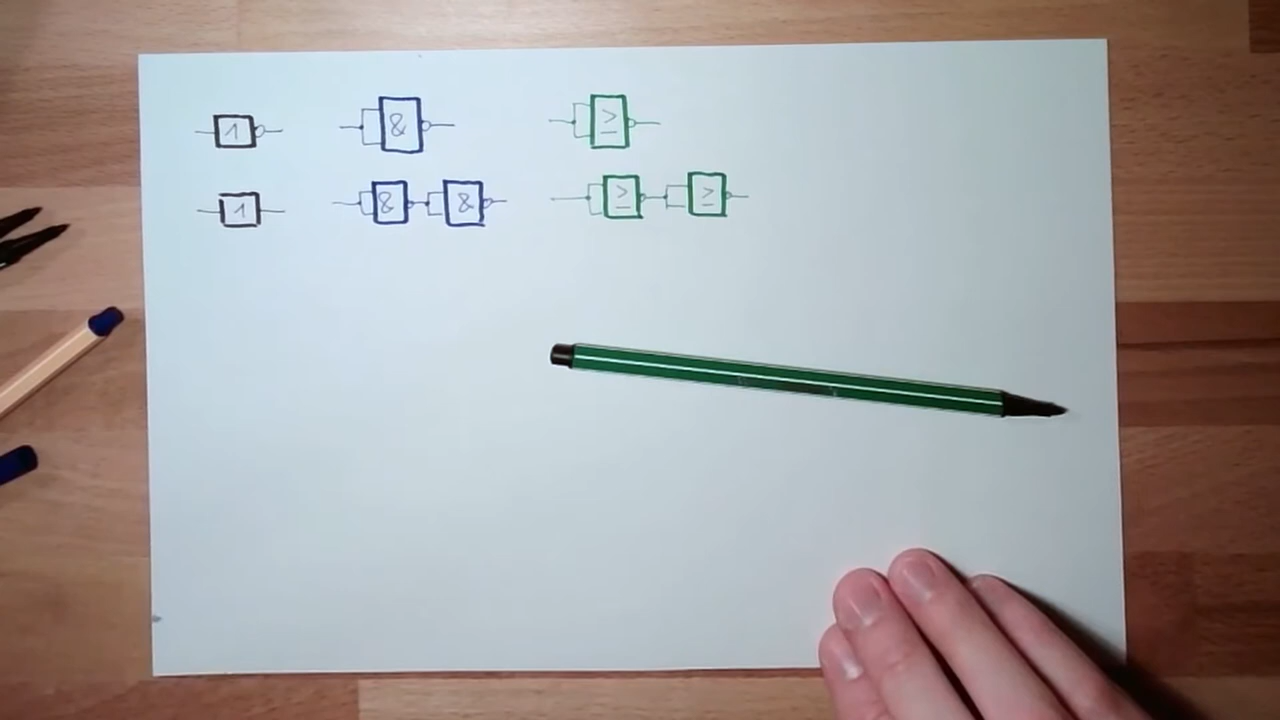 1 & ≥
1 & & ≥ ≥